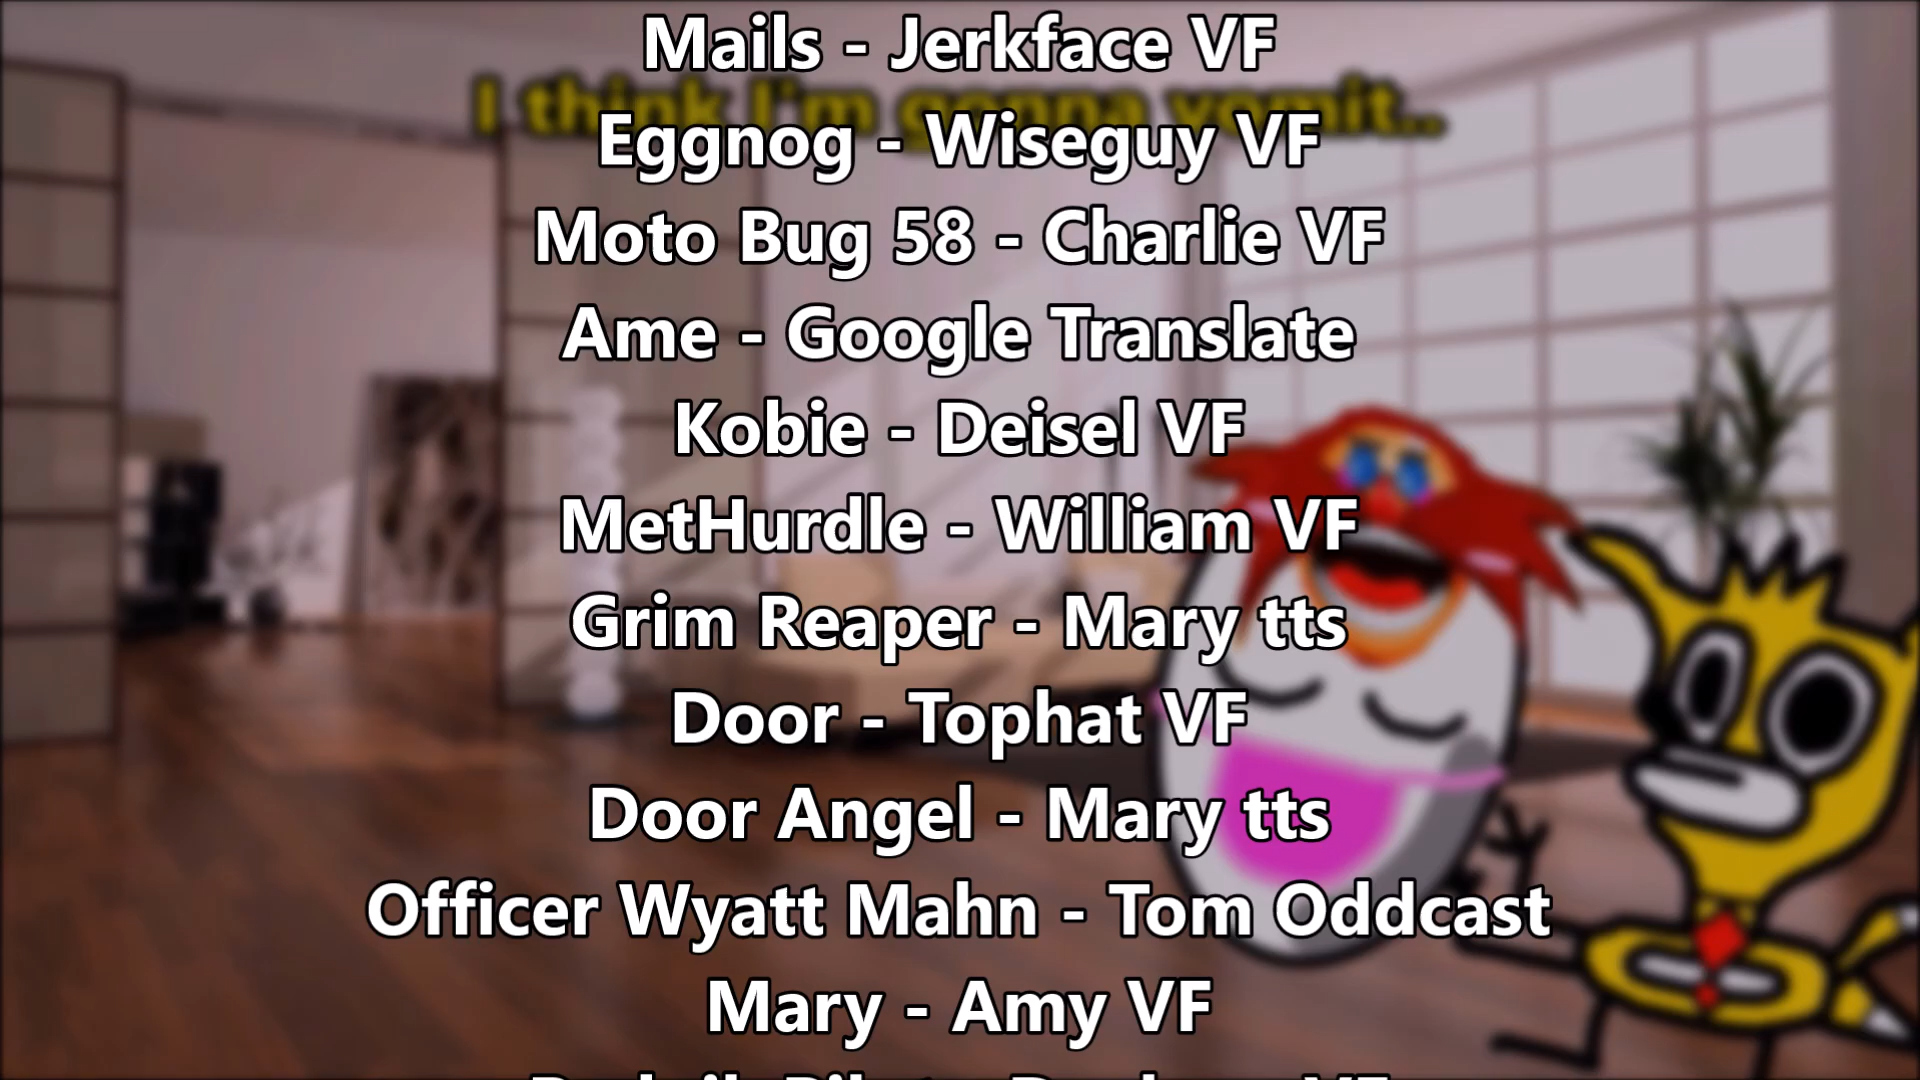 Mails - Jerkface VF
I think I'm gonna vomit..
Eggnog - Wiseguy VF
Moto Bug 58 - Charlie VF
Ame - Google Translate
Kobie - Deisel VF
MetHurdle - William VF
Grim Reaper - Mary tts
Door - Tophat VF
Door Angel - Mary tts
Officer Wyatt Mahn - Tom Oddcast
Mary - Amy VF